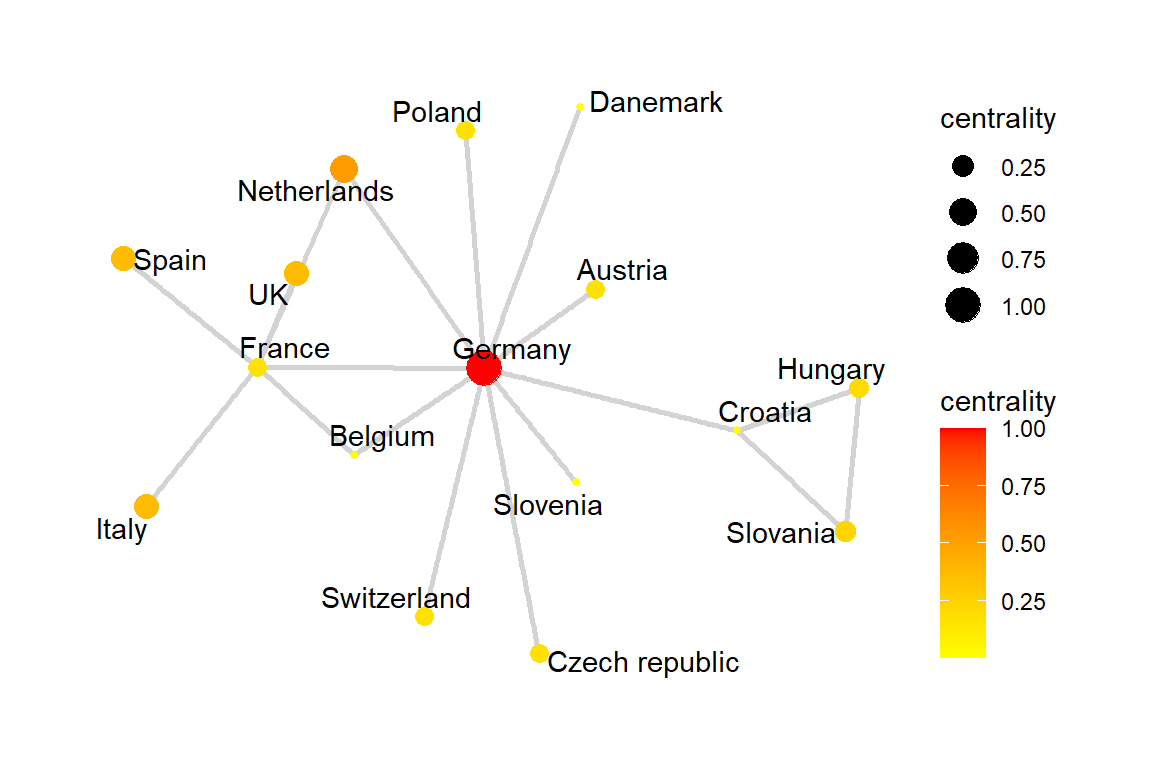 Poland
Danemark
Netherlands
Spain
UK
Austria
France
Germany
Hungary
Croatia
Belgium
Slovenia
Italy
Slovania
Switzerland
Czech republic
centrality
0.25
0.50
0.75
1.00
centrality
1.00
0.75
0.50
0.25